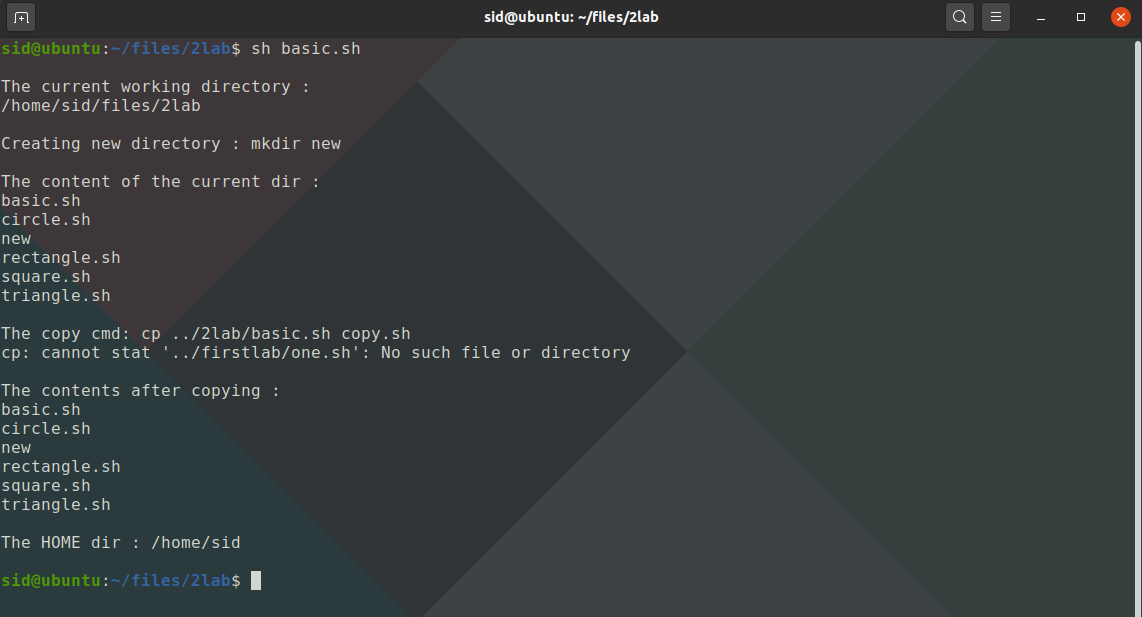 sid@ubuntu: ~/files/2lab
sid@ubuntu:~/files/2lab$ sh basic.sh
The current working directory :
/home/sid/files/2lab
Creating new directory : mkdir new
The content of the current dir :
basic.sh
circle.sh
new
rectangle.sh
square.sh
triangle.sh
The copy cmd: cp ../2lab/basic.sh copy.sh
cp: cannot stat '../firstlab/one.sh': No such file or directory
The contents after copying :
basic.sh
circle.sh
new
rectangle.sh
square.sh
triangle.sh
The HOME dir : /home/sid
sid@ubuntu:~/files/2lab$